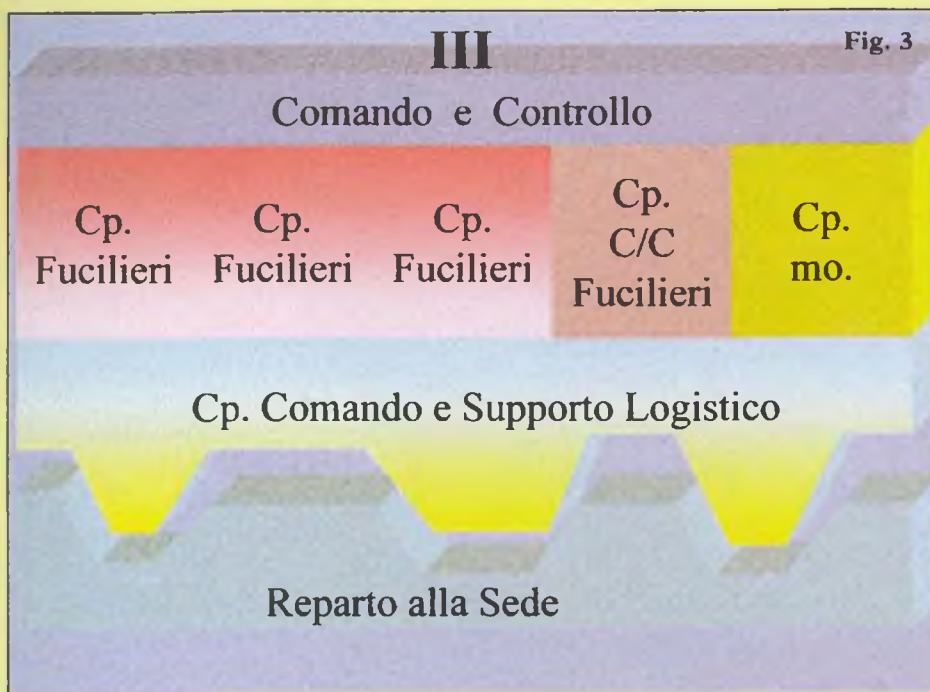 III
Fig. 3
Comando e Controllo
Cp.
Fucilieri
Cp.
Fucilieri
Cp.
Fucilieri
Cp.
C/C
Fucilieri
Cp.
mo.
Cp. Comando e Supporto Logistico
Reparto alla Sede